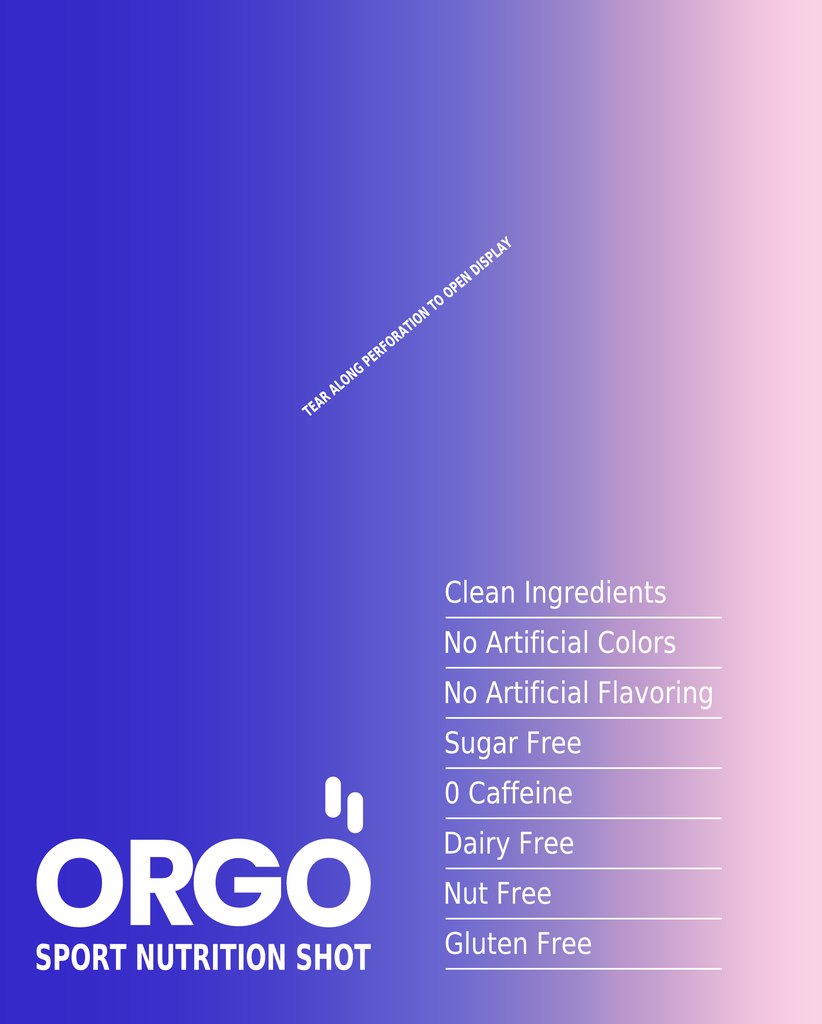 TEAR ALONG PERFORATION TO OPEN DISPLAY
Clean Ingredients
No Artificial Colors
No Artificial Flavoring
Sugar Free
0 Caffeine
Dairy Free
Nut Free
Gluten Free
ORGO
SPORT NUTRITION SHOT